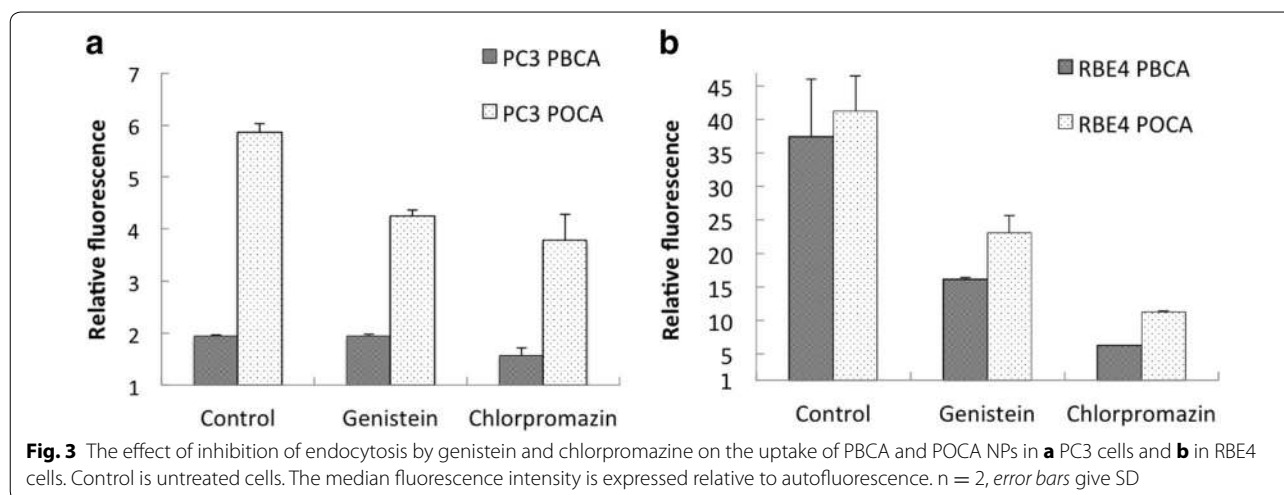 a
PC3 PBCA
PC3 POCA
7
6
5
4
3
2
1
Relative fluorescence
Control Genistein Chlorpromazin
b
RBE4 PBCA
RBE4 POCA
45
40
35
30
25
20
15
10
5
1
Relative fluorescence
Control Genistein Chlorpromazin
Fig. 3 The effect of inhibition of endocytosis by genistein and chlorpromazine on the uptake of PBCA and POCA NPs in a PC3 cells and b in RBE4
cells. Control is untreated cells. The median fluorescence intensity is expressed relative to autofluorescence. n = 2, error bars give SD